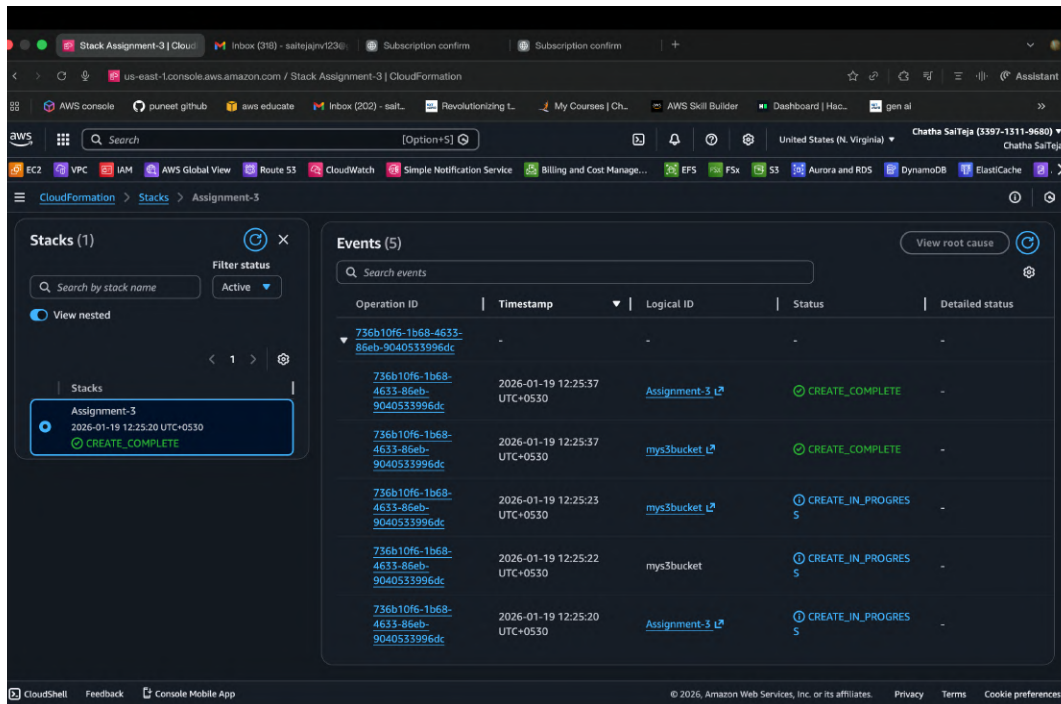 Stack Assignment-3 | Cloud
Inbox (318) - saitejajnv123@
Subscription confirm
Subscription confirm
us-east-1.console.aws.amazon.com / Stack Assignment-3 | CloudFormation
Assistant
AWS console
puneet github
aws educate
Inbox (202) - sait...
Revolutionizing t...
My Courses | Ch...
AWS Skill Builder
Dashboard | Hac...
gen ai
»
aws
Search
[Option+S]
United States (N. Virginia)
Chatha SaiTeja (3397-1311-9680)
Chatha SaiTeja
EC2
VPC
IAM
AWS Global View
Route 53
CloudWatch
Simple Notification Service
Billing and Cost Manage...
EFS
FSx
S3
Aurora and RDS
DynamoDB
ElastiCache
CloudFormation > Stacks > Assignment-3
Stacks (1)
Filter status
Search by stack name
Active
View nested
< 1 >
Stacks
Assignment-3
2026-01-19 12:25:20 UTC+0530
CREATE_COMPLETE
Events (5)
View root cause
Search events
Operation ID
Timestamp
Logical ID
Status
Detailed status
736b10f6-1b68-4633-
86eb-9040533996dc
-
-
-
-
736b10f6-1b68-
4633-86eb-
9040533996dc
2026-01-19 12:25:37
UTC+0530
Assignment-3
CREATE_COMPLETE
-
736b10f6-1b68-
4633-86eb-
9040533996dc
2026-01-19 12:25:37
UTC+0530
mys3bucket
CREATE_COMPLETE
-
736b10f6-1b68-
4633-86eb-
9040533996dc
2026-01-19 12:25:23
UTC+0530
mys3bucket
CREATE_IN_PROGRES
S
-
736b10f6-1b68-
4633-86eb-
9040533996dc
2026-01-19 12:25:22
UTC+0530
mys3bucket
CREATE_IN_PROGRES
S
-
736b10f6-1b68-
4633-86eb-
9040533996dc
2026-01-19 12:25:20
UTC+0530
Assignment-3
CREATE_IN_PROGRES
S
-
CloudShell
Feedback
Console Mobile App
© 2026, Amazon Web Services, Inc. or its affiliates.
Privacy
Terms
Cookie preferences